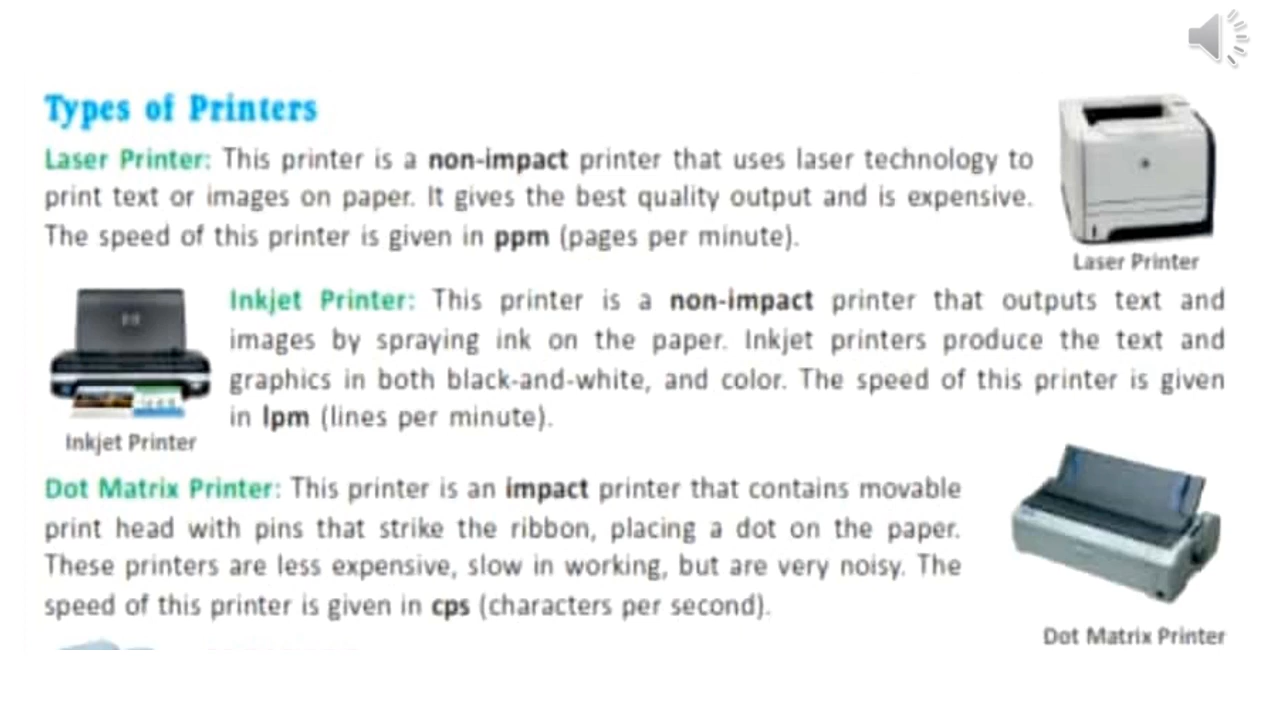 Types of Printers
Laser Printer: This printer is a non-impact printer that uses laser technology to
print text or images on paper. It gives the best quality output and is expensive.
The speed of this printer is given in ppm (pages per minute).
Laser Printer
Inkjet Printer: This printer is a non-impact printer that outputs text and
images by spraying ink on the paper. Inkjet printers produce the text and
graphics in both black-and-white, and color. The speed of this printer is given
in lpm (lines per minute).
Inkjet Printer
Dot Matrix Printer: This printer is an impact printer that contains movable
print head with pins that strike the ribbon, placing a dot on the paper.
These printers are less expensive, slow in working, but are very noisy. The
speed of this printer is given in cps (characters per second).
Dot Matrix Printer